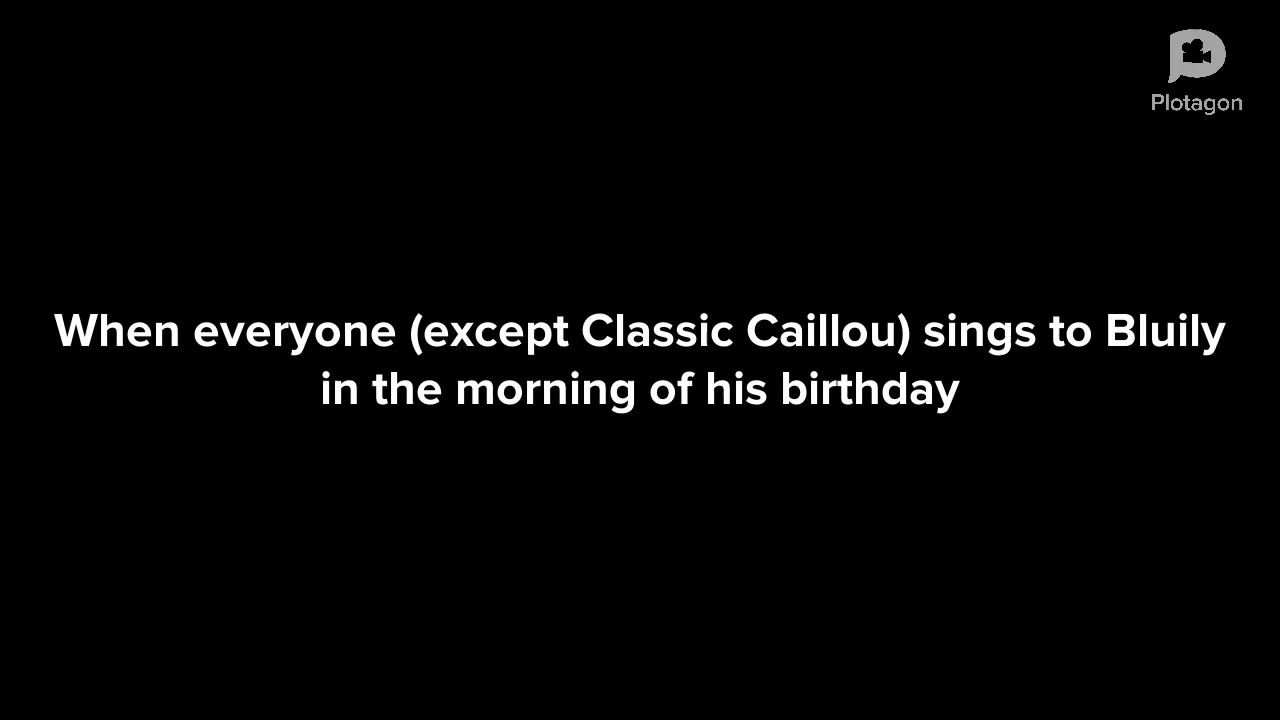 Plotagon
When everyone (except Classic Caillou) sings to Bluily
in the morning of his birthday